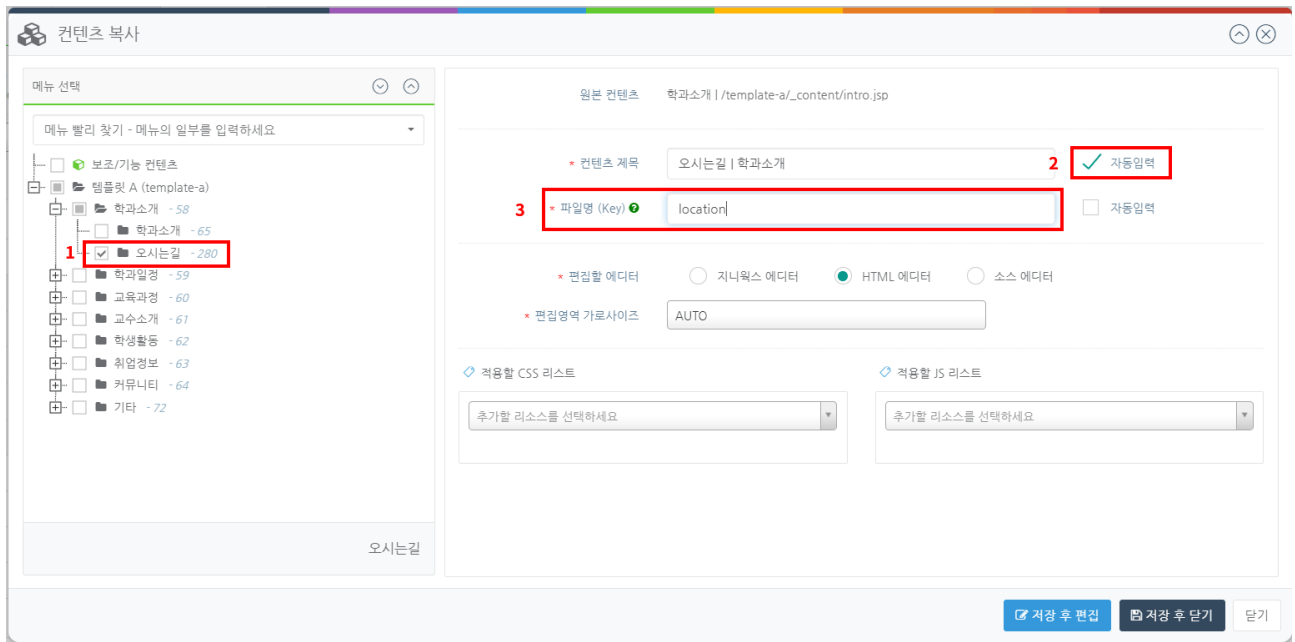 컨텐츠 복사
메뉴 선택
메뉴 빨리 찾기 - 메뉴의 일부를 입력하세요
보조/기능 컨텐츠
템플릿 A (template-a)
학과소개 - 58
학과소개 - 65
1 오시는길 - 280
학과일정 - 59
교육과정 - 60
교수소개 - 61
학생활동 - 62
취업정보 - 63
커뮤니티 - 64
기타 - 72
오시는길
원본 컨텐츠 학과소개 | /template-a/_content/intro.jsp
* 컨텐츠 제목 오시는길 | 학과소개 2 자동입력
3 * 파일명 (Key) location 자동입력
* 편집할 에디터 지니웍스 에디터 HTML 에디터 소스 에디터
* 편집영역 가로사이즈 AUTO
적용할 CSS 리스트 적용할 JS 리스트
추가할 리소스를 선택하세요 추가할 리소스를 선택하세요
저장 후 편집 저장 후 닫기 닫기